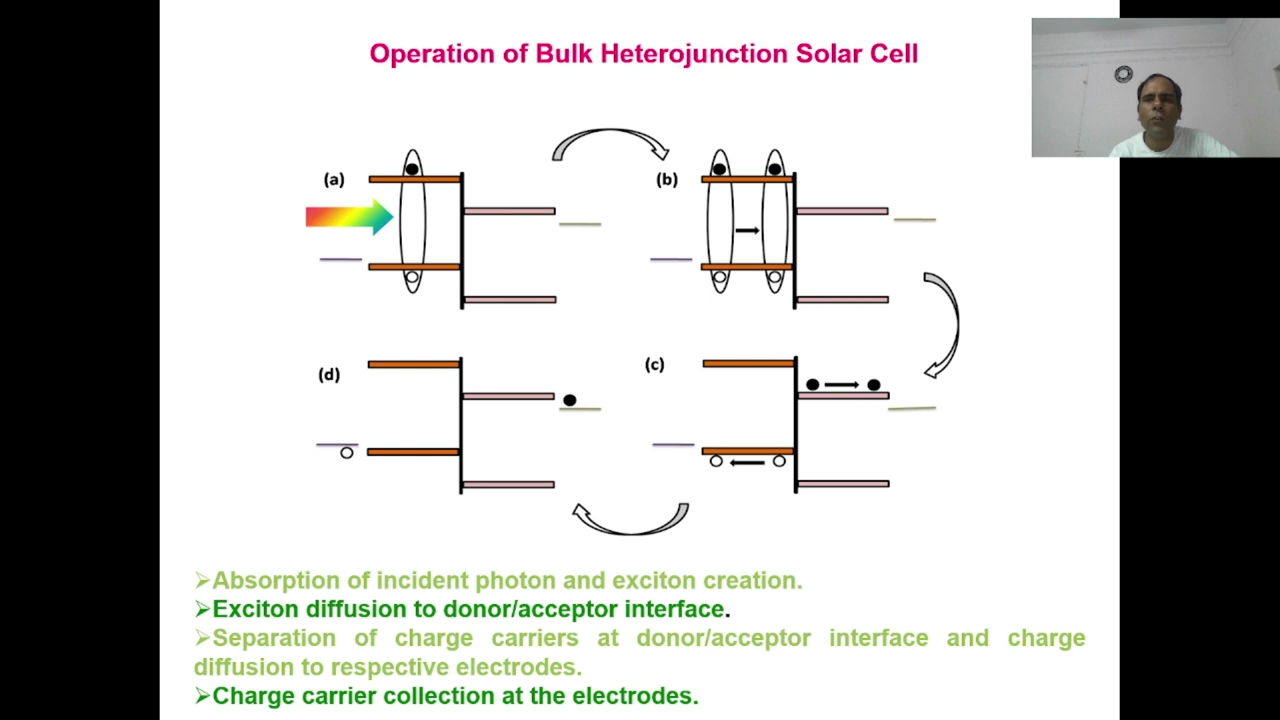 Operation of Bulk Heterojunction Solar Cell
(a)
(b)
(d)
(c)
➢Absorption of incident photon and exciton creation.
➢Exciton diffusion to donor/acceptor interface.
➢Separation of charge carriers at donor/acceptor interface and charge
diffusion to respective electrodes.
➢Charge carrier collection at the electrodes.